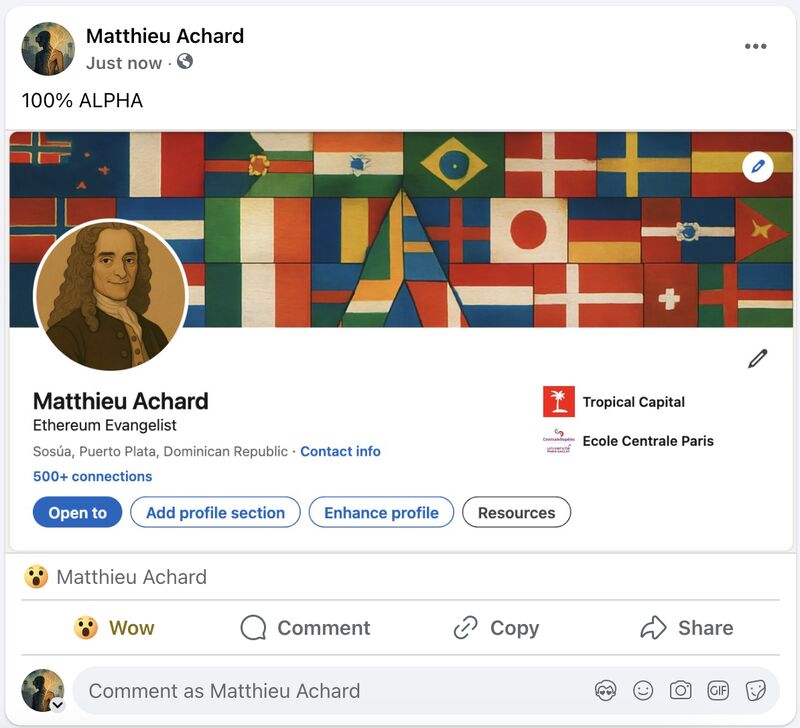 Matthieu Achard
Just now ·
100% ALPHA
Matthieu Achard
Ethereum Evangelist
Sosúa, Puerto Plata, Dominican Republic · Contact info
500+ connections
Tropical Capital
Ecole Centrale Paris
Open to
Add profile section
Enhance profile
Resources
Matthieu Achard
Wow
Comment
Copy
Share
Comment as Matthieu Achard
GIF